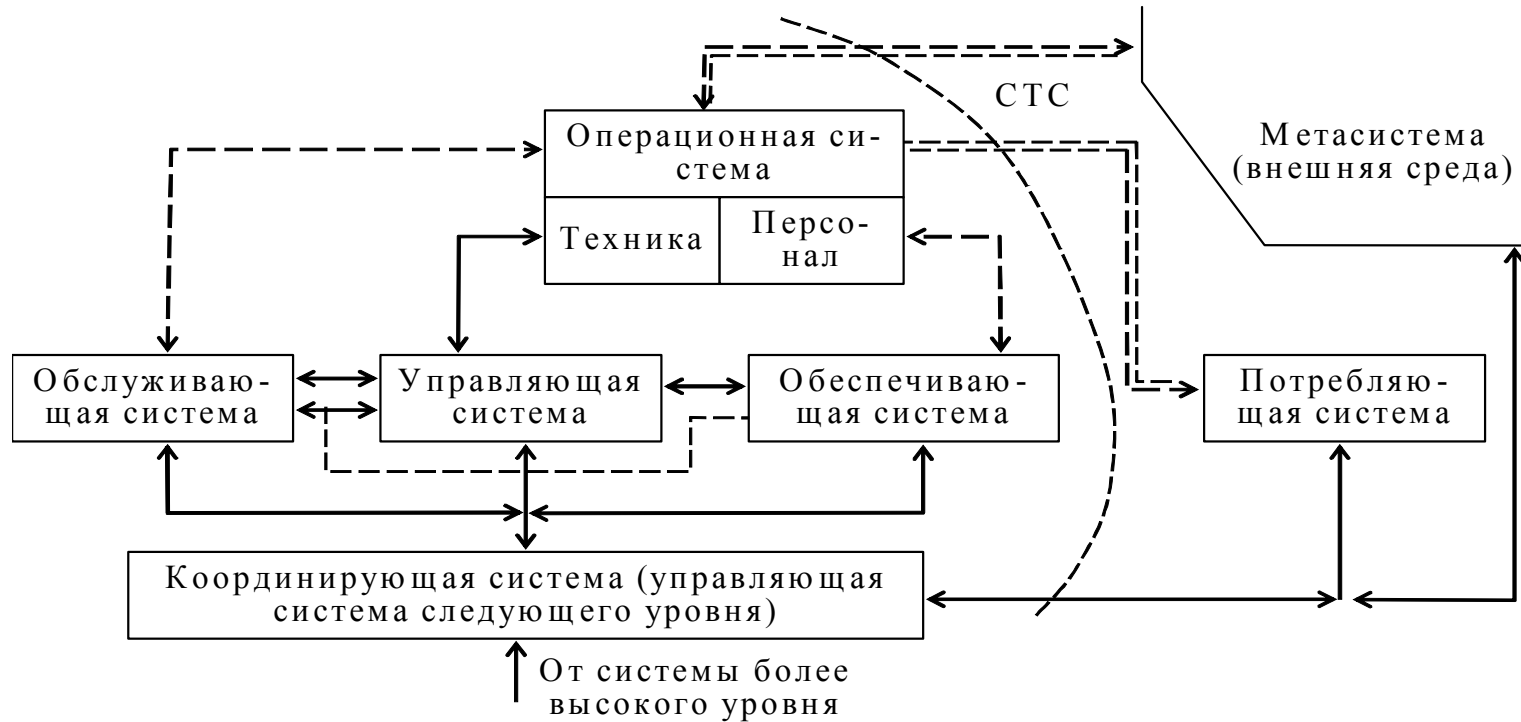 СТС
Операционная си-
стема
Метасистема
(внешняя среда)
Техника
Персо-
нал
Обслуживаю-
щая система
Управляющая
система
Обеспечиваю-
щая система
Потребляю-
щая система
Координирующая система (управляющая
система следующего уровня)
От системы более
высокого уровня